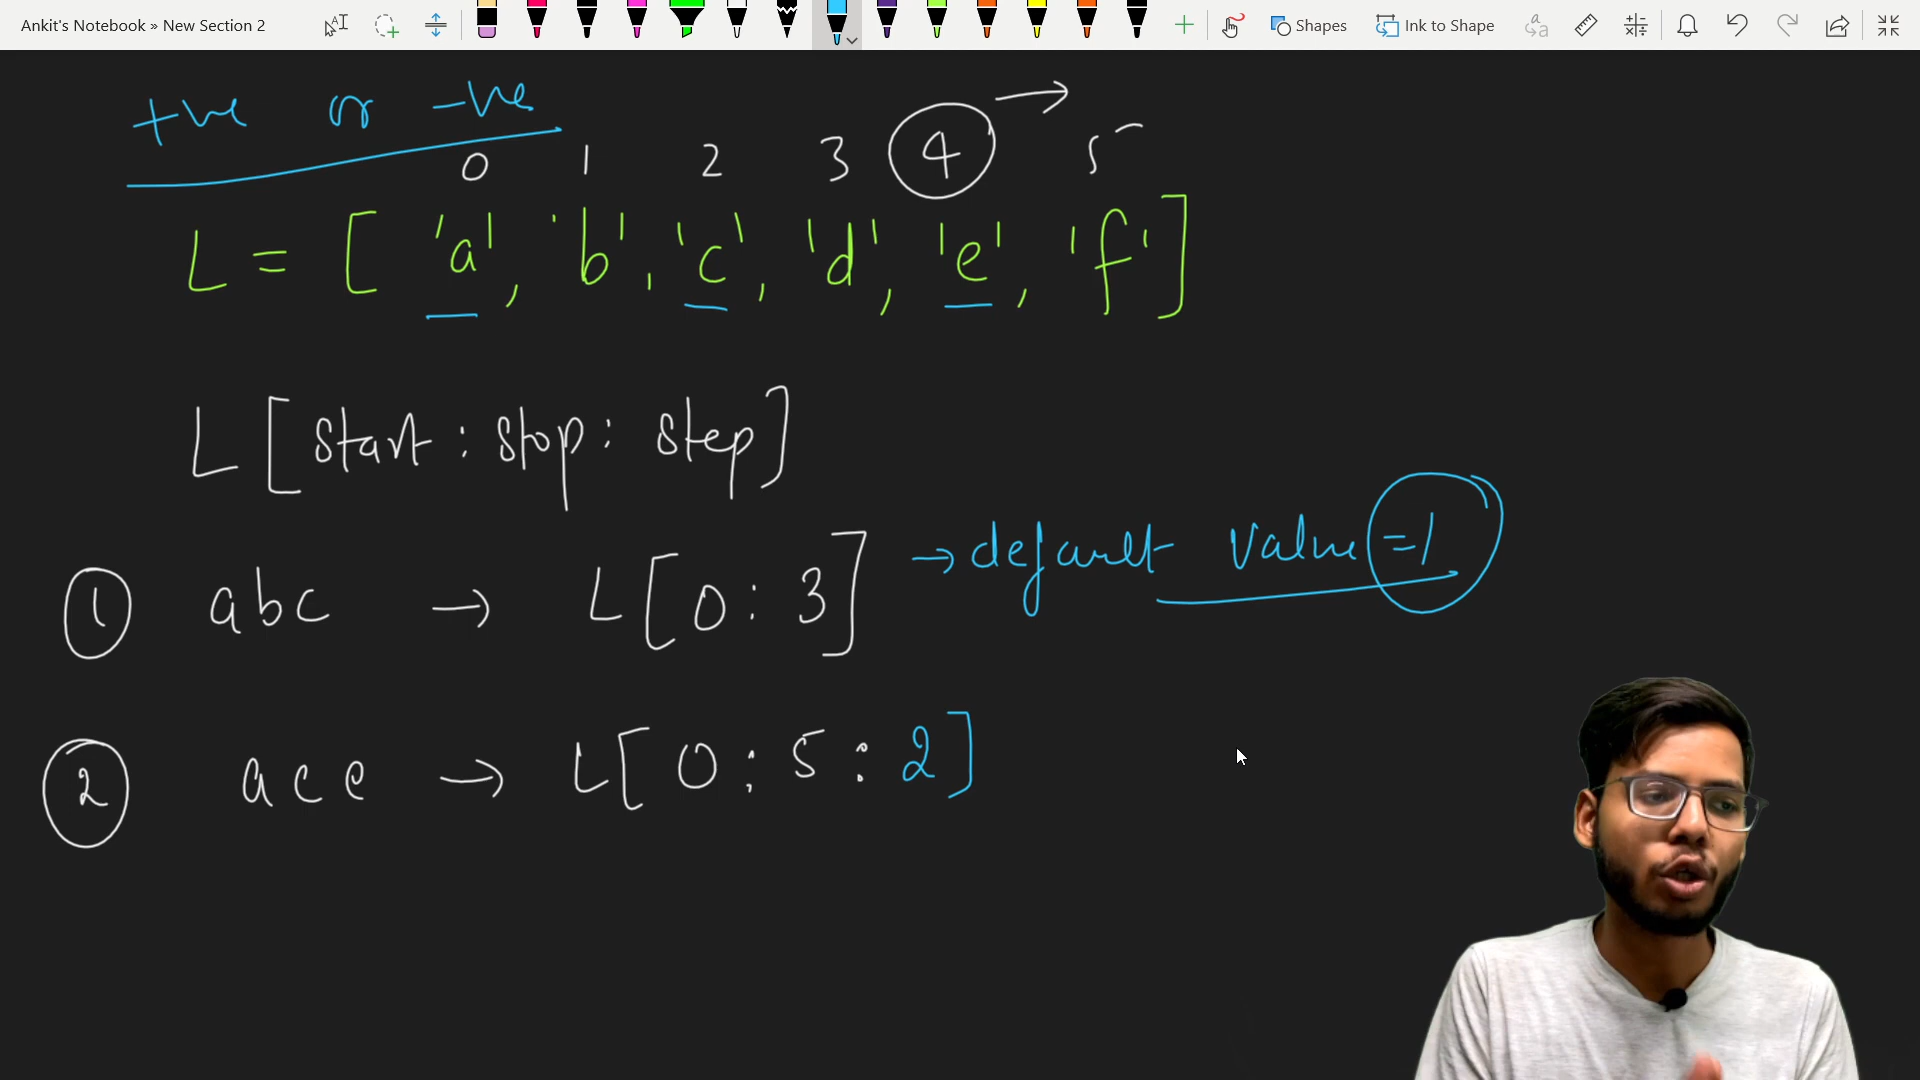 Ankit's Notebook » New Section 2 Shapes Ink to Shape
+ve or -ve
0 1 2 3 4 → 5
L = ['a', 'b', 'c', 'd', 'e', 'f']
L[start : stop : step]
→ default value =1
① abc → L[0 : 3]
② ace → L[0 : 5 : 2]